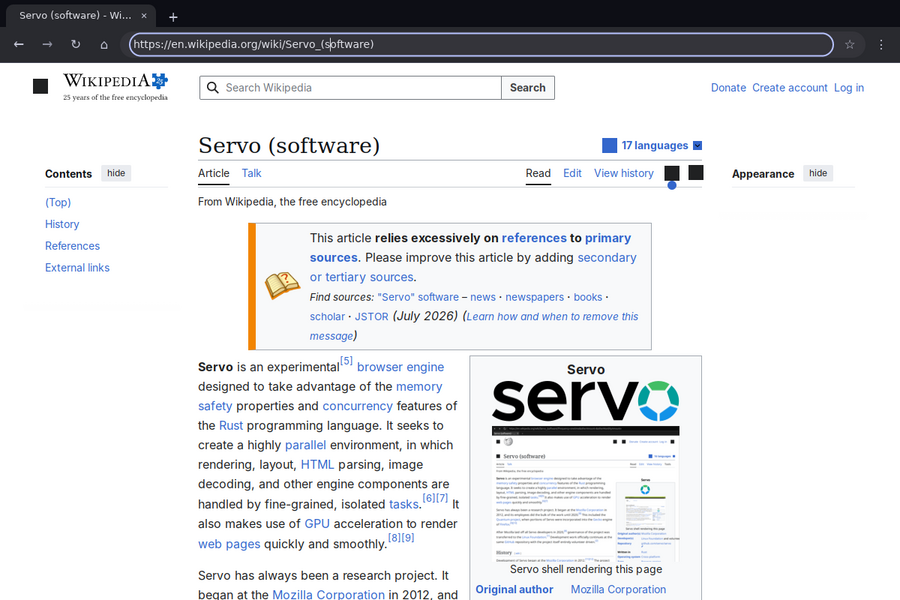 Servo (software) - Wi...
https://en.wikipedia.org/wiki/Servo_(software)
WIKIPEDIA
25 years of the free encyclopedia
Search Wikipedia
Search
Donate Create account Log in
Servo (software)
17 languages
Contents hide
Article Talk
Read Edit View history
Appearance hide
(Top)
History
References
External links
From Wikipedia, the free encyclopedia
This article relies excessively on references to primary
sources. Please improve this article by adding secondary
or tertiary sources.
Find sources: "Servo" software – news · newspapers · books ·
scholar · JSTOR (July 2026) (Learn how and when to remove this
message)
Servo is an experimental[5] browser engine
designed to take advantage of the memory
safety properties and concurrency features of
the Rust programming language. It seeks to
create a highly parallel environment, in which
rendering, layout, HTML parsing, image
decoding, and other engine components are
handled by fine-grained, isolated tasks.[6][7] It
also makes use of GPU acceleration to render
web pages quickly and smoothly.[8][9]
Servo has always been a research project. It
began at the Mozilla Corporation in 2012, and
Servo
servo
Servo (software)
Servo shell rendering this page
Original author Mozilla Corporation